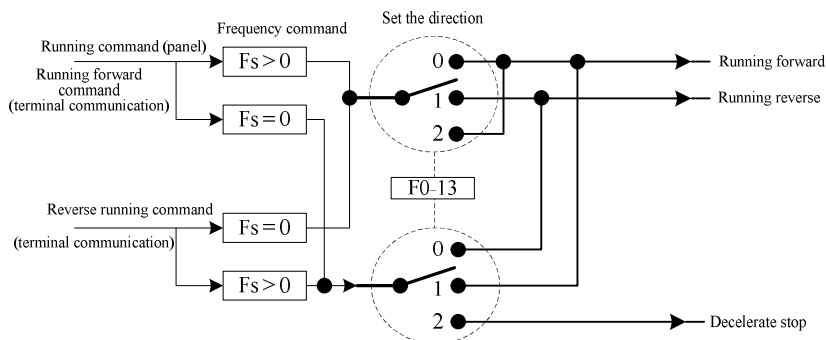 Frequency command
Set the direction
Running command (panel)
Running forward
command
(terminal communication)
Fs>0
Fs=0
0
1
2
Running forward
Running reverse
F0-13
Reverse running command
(terminal communication)
Fs=0
Fs>0
0
1
2
Decelerate stop